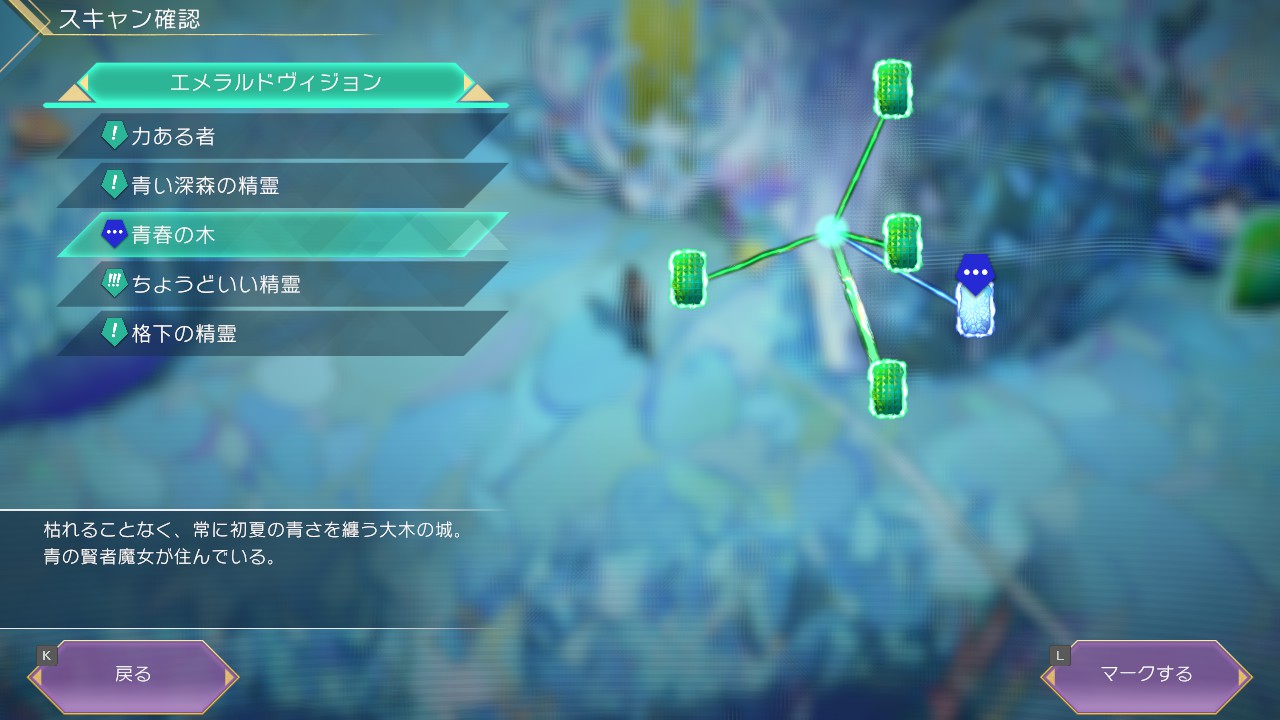 スキャン確認
エメラルドヴィジョン
! 力ある者
! 青い深森の精霊
... 青春の木
!!! ちょうどいい精霊
! 格下の精霊
...
枯れることなく、常に初夏の青さを纏う大木の城。
青の賢者魔女が住んでいる。
K
戻る
L
マークする